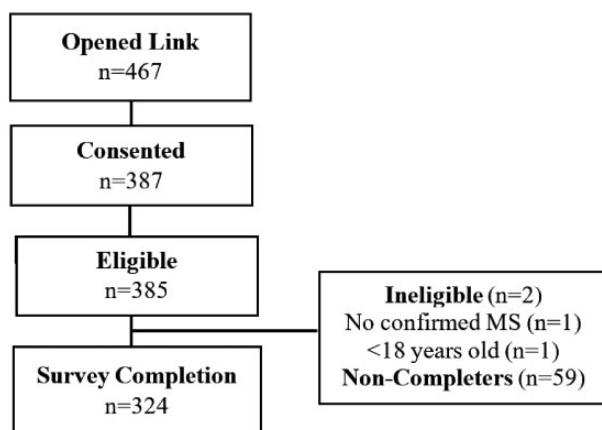 Opened Link
n=467
Consented
n=387
Eligible
n=385
Ineligible (n=2)
No confirmed MS (n=1)
<18 years old (n=1)
Non-Completers (n=59)
Survey Completion
n=324